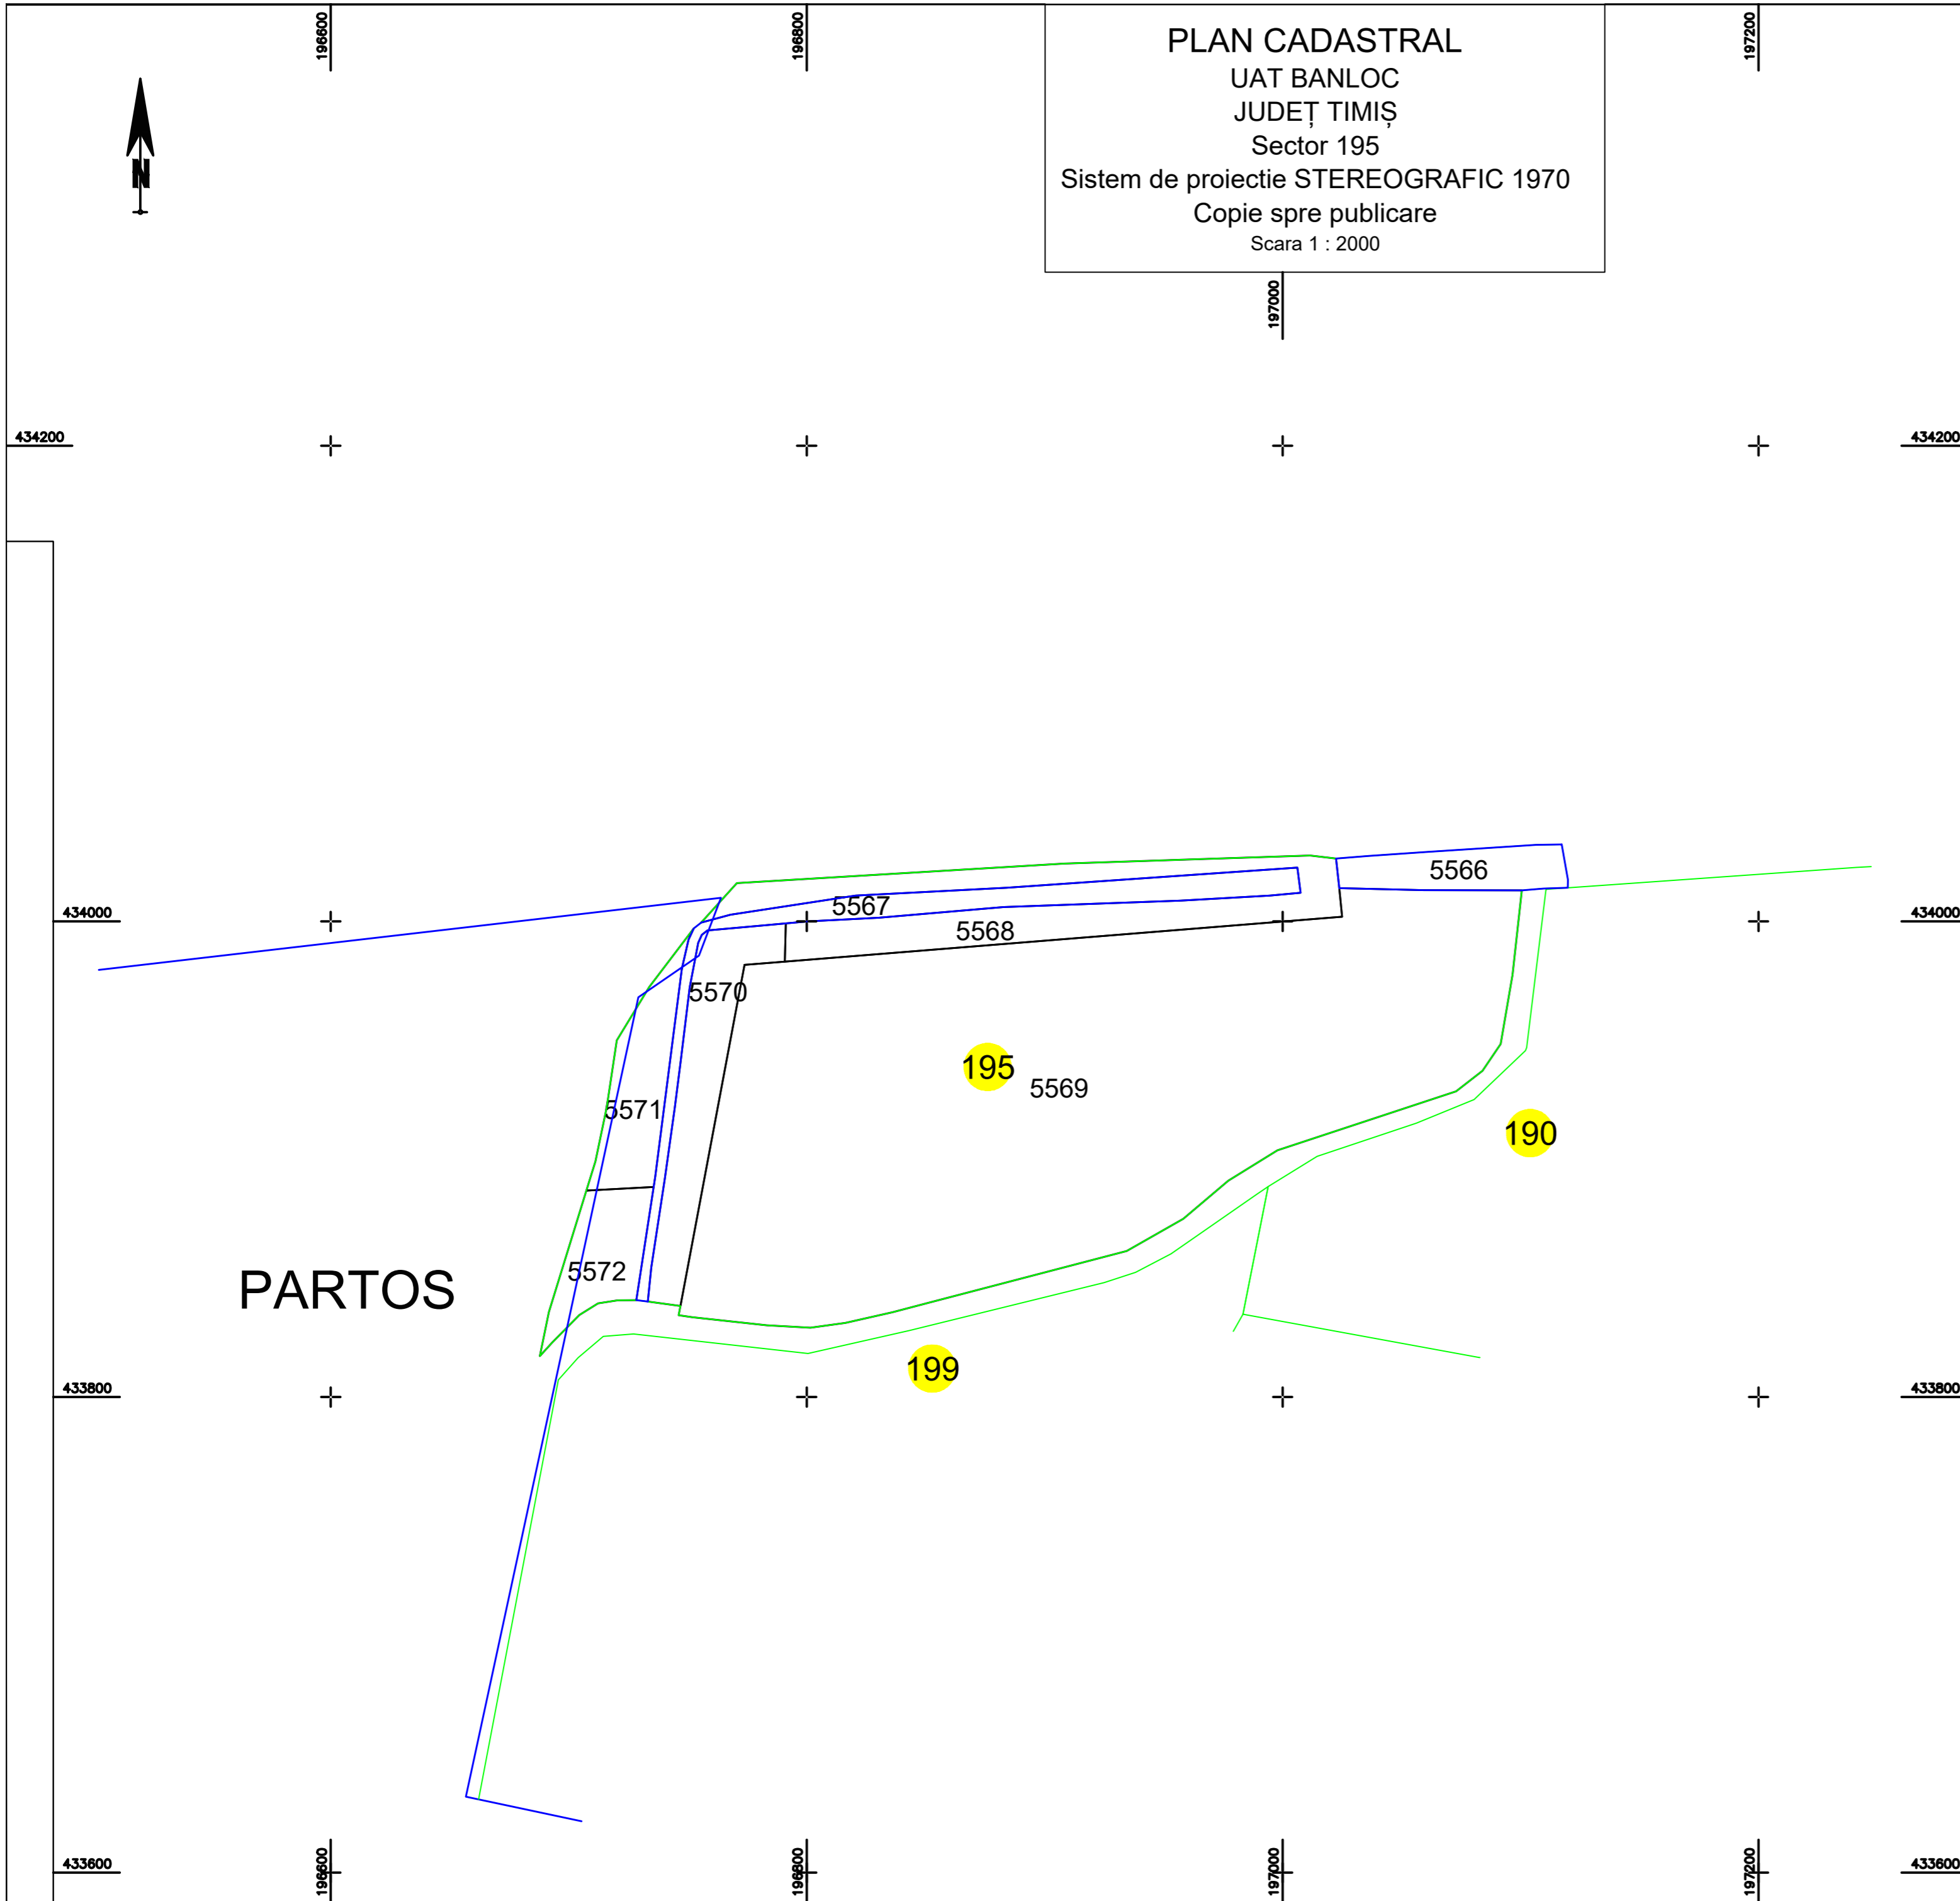 196600
196800
197200
PLAN CADASTRAL
UAT BANLOC
JUDEȚ TIMIȘ
Sector 195
Sistem de proiectie STEREOGRAFIC 1970
Copie spre publicare
Scara 1 : 2000
N
197000
434200
434200
5566
5567
434000
434000
5568
5570
195
5569
5571
190
5572
PARTOS
199
433800
433800
433600
196600
196800
197000
197200
433600